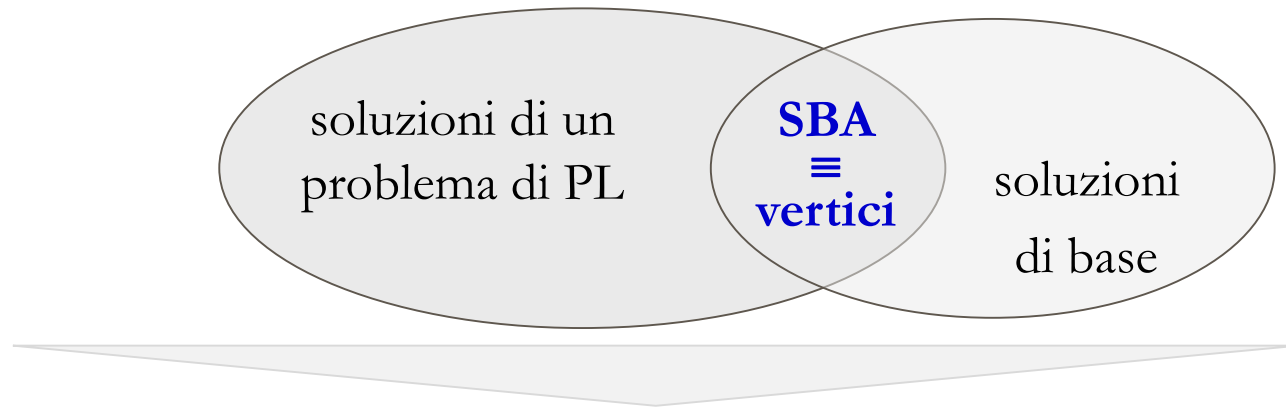 soluzioni di un
problema di PL
SBA
≡
vertici
soluzioni
di base